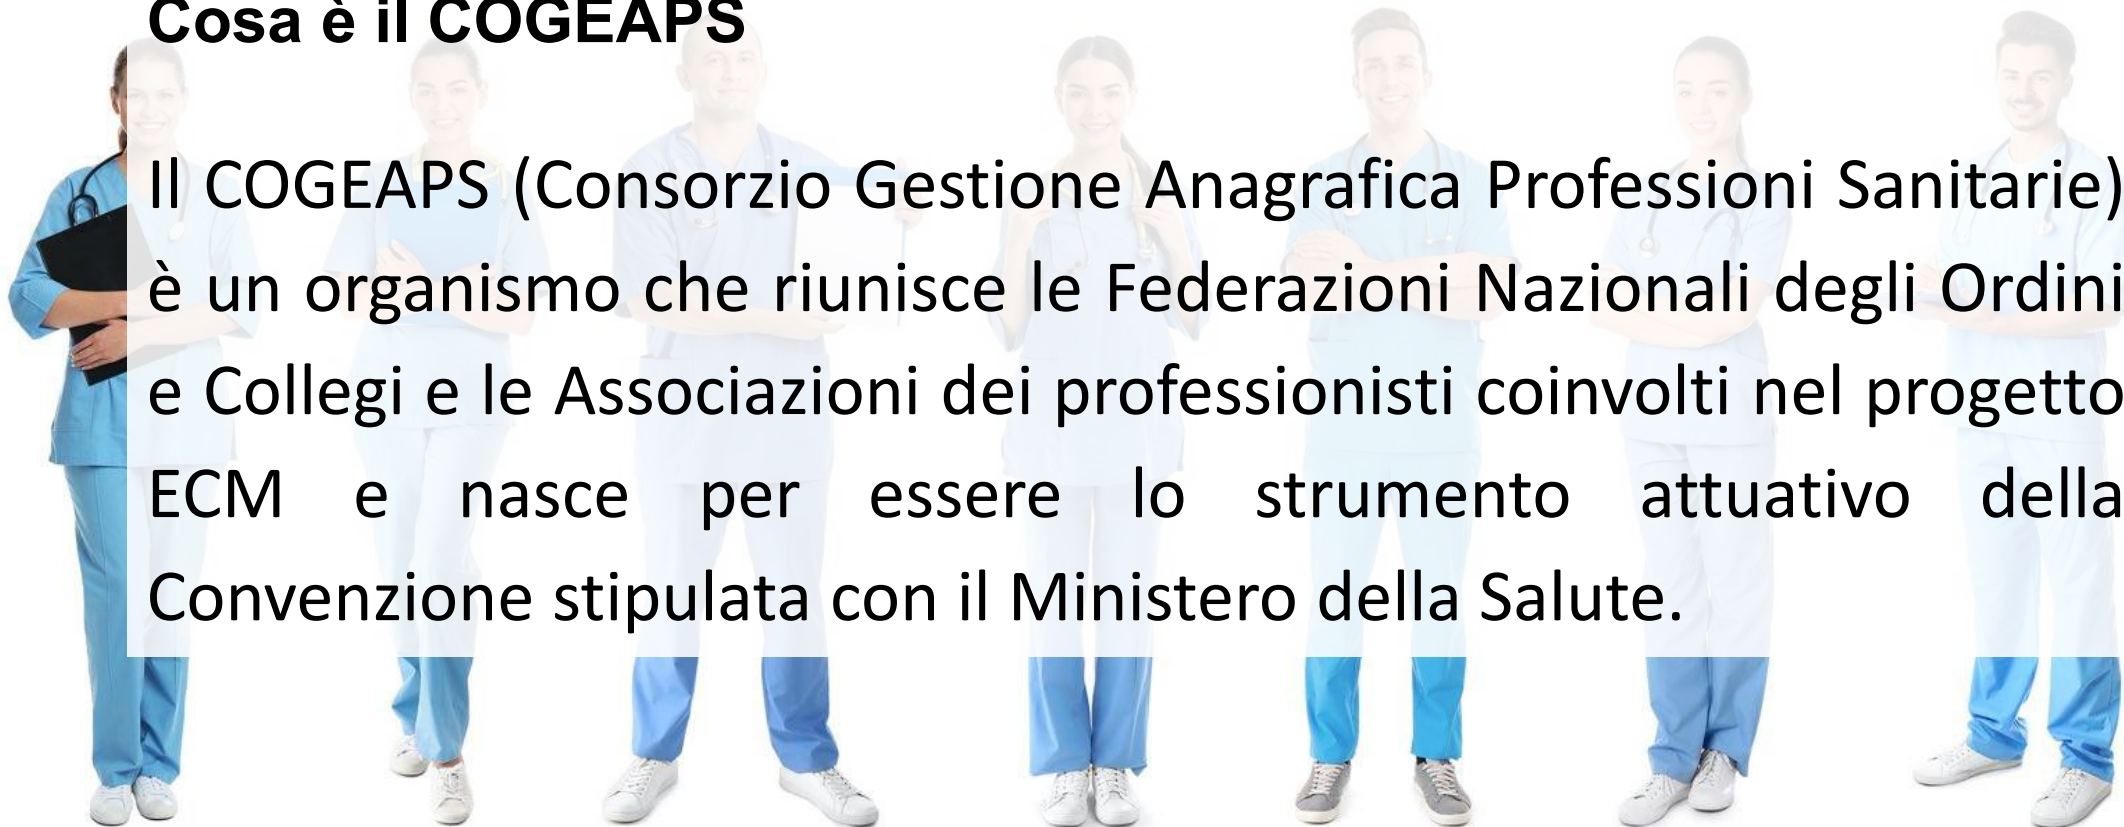 Cosa è il COGEAPS
Il COGEAPS (Consorzio Gestione Anagrafica Professioni Sanitarie)
è un organismo che riunisce le Federazioni Nazionali degli Ordini
e Collegi e le Associazioni dei professionisti coinvolti nel progetto
ECM e nasce per essere lo strumento attuativo della
Convenzione stipulata con il Ministero della Salute.